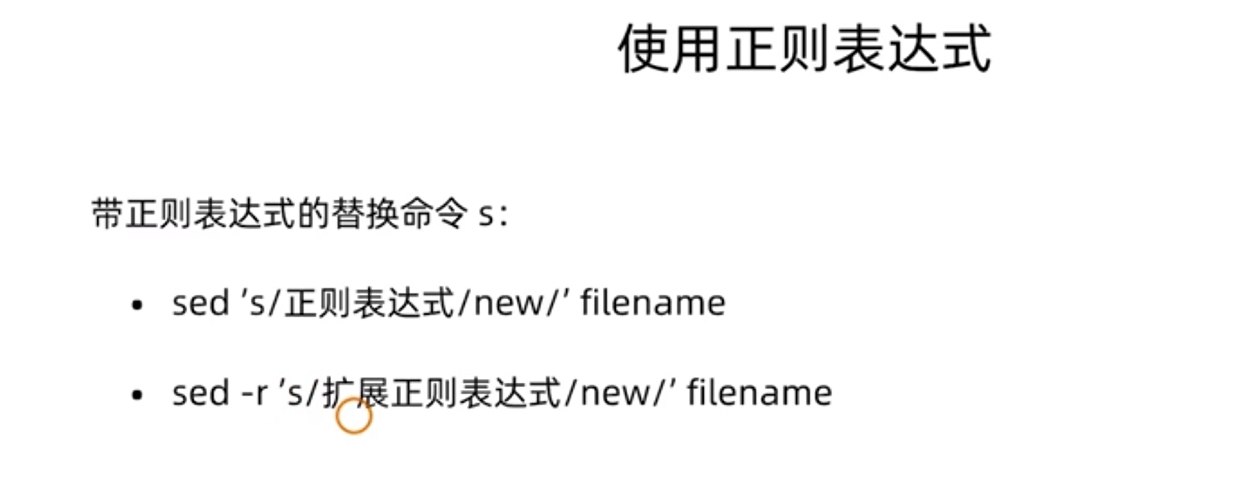 使用正则表达式
带正则表达式的替换命令 s：
• sed ’s/正则表达式/new/’ filename
• sed -r ’s/扩展正则表达式/new/’ filename